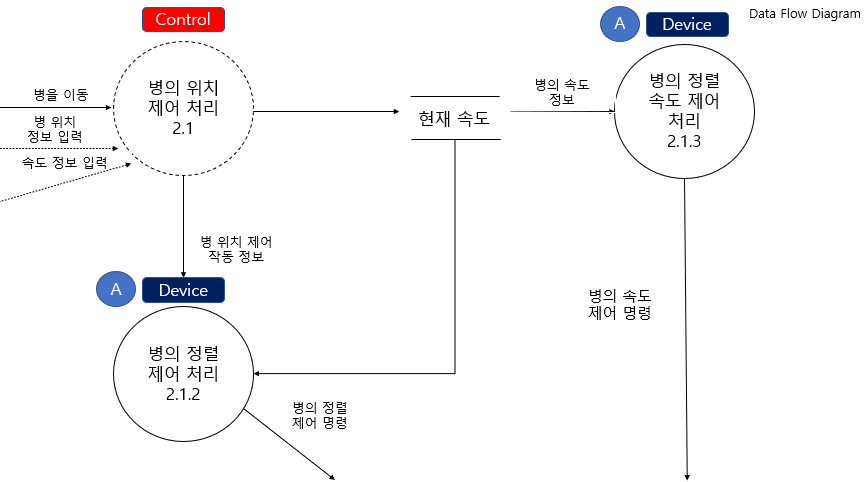 Control
A
Device
Data Flow Diagram
병의 위치
제어 처리
2.1
병을 이동
병 위치
정보 입력
속도 정보 입력
현재 속도
병의 속도
정보
병의 정렬
속도 제어
처리
2.1.3
병 위치 제어
작동 정보
A
Device
병의 정렬
제어 처리
2.1.2
병의 속도
제어 명령
병의 정렬
제어 명령